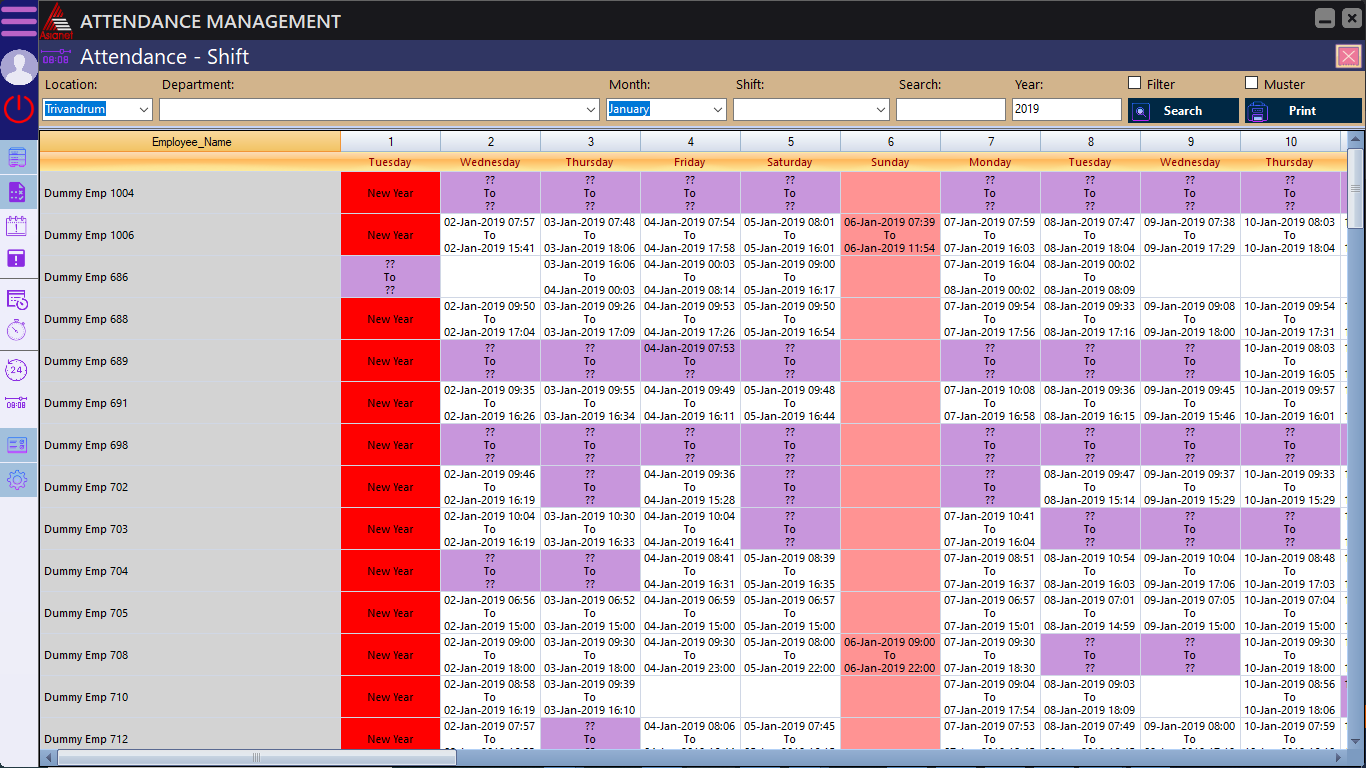 Asianet
ATTENDANCE MANAGEMENT
08:08
Attendance - Shift
Location: Department: Month: Shift: Search: Year: Filter Muster
Trivandrum January 2019 Search Print
Employee_Name 1 2 3 4 5 6 7 8 9 10
Tuesday Wednesday Thursday Friday Saturday Sunday Monday Tuesday Wednesday Thursday
?? ?? ?? ?? ?? ?? ?? ??
Dummy Emp 1004 New Year To To To To To To To To
?? ?? ?? ?? ?? ?? ?? ??
02-Jan-2019 07:57 03-Jan-2019 07:48 04-Jan-2019 07:54 05-Jan-2019 08:01 06-Jan-2019 07:39 07-Jan-2019 07:59 08-Jan-2019 07:47 09-Jan-2019 07:38 10-Jan-2019 08:03
Dummy Emp 1006 New Year To To To To To To To To To
02-Jan-2019 15:41 03-Jan-2019 18:06 04-Jan-2019 17:58 05-Jan-2019 16:01 06-Jan-2019 11:54 07-Jan-2019 16:03 08-Jan-2019 18:04 09-Jan-2019 17:29 10-Jan-2019 18:04
?? 03-Jan-2019 16:06 04-Jan-2019 00:03 05-Jan-2019 09:00 07-Jan-2019 16:04 08-Jan-2019 00:02
Dummy Emp 686 To To To To To To
?? 04-Jan-2019 00:03 04-Jan-2019 08:14 05-Jan-2019 16:17 08-Jan-2019 00:02 08-Jan-2019 08:09
02-Jan-2019 09:50 03-Jan-2019 09:26 04-Jan-2019 09:53 05-Jan-2019 09:50 07-Jan-2019 09:54 08-Jan-2019 09:33 09-Jan-2019 09:08 10-Jan-2019 09:54
Dummy Emp 688 New Year To To To To To To To To
02-Jan-2019 17:04 03-Jan-2019 17:09 04-Jan-2019 17:26 05-Jan-2019 16:54 07-Jan-2019 17:56 08-Jan-2019 17:16 09-Jan-2019 18:00 10-Jan-2019 17:31
?? ?? 04-Jan-2019 07:53 ?? ?? ?? ?? 10-Jan-2019 08:03
Dummy Emp 689 New Year To To To To To To To To
?? ?? ?? ?? ?? ?? ?? 10-Jan-2019 16:05
02-Jan-2019 09:35 03-Jan-2019 09:55 04-Jan-2019 09:49 05-Jan-2019 09:48 07-Jan-2019 10:08 08-Jan-2019 09:36 09-Jan-2019 09:45 10-Jan-2019 09:57
Dummy Emp 691 New Year To To To To To To To To
02-Jan-2019 16:26 03-Jan-2019 16:34 04-Jan-2019 16:11 05-Jan-2019 16:44 07-Jan-2019 16:58 08-Jan-2019 16:15 09-Jan-2019 15:46 10-Jan-2019 16:01
?? ?? ?? ?? ?? ?? ?? ??
Dummy Emp 698 New Year To To To To To To To To
?? ?? ?? ?? ?? ?? ?? ??
02-Jan-2019 09:46 ?? 04-Jan-2019 09:36 ?? ?? 08-Jan-2019 09:47 09-Jan-2019 09:37 10-Jan-2019 09:33
Dummy Emp 702 New Year To To To To To To To To
02-Jan-2019 16:19 ?? 04-Jan-2019 15:28 ?? ?? 08-Jan-2019 15:14 09-Jan-2019 15:29 10-Jan-2019 15:29
02-Jan-2019 10:04 03-Jan-2019 10:30 04-Jan-2019 10:04 ?? 07-Jan-2019 10:41 ?? ?? ??
Dummy Emp 703 New Year To To To To To To To To
02-Jan-2019 16:19 03-Jan-2019 16:33 04-Jan-2019 16:41 ?? 07-Jan-2019 16:04 ?? ?? ??
?? ?? 04-Jan-2019 08:41 05-Jan-2019 08:39 07-Jan-2019 08:51 08-Jan-2019 10:54 09-Jan-2019 10:04 10-Jan-2019 08:48
Dummy Emp 704 New Year To To To To To To To To
?? ?? 04-Jan-2019 16:31 05-Jan-2019 16:35 07-Jan-2019 16:37 08-Jan-2019 16:03 09-Jan-2019 17:06 10-Jan-2019 17:03
02-Jan-2019 06:56 03-Jan-2019 06:52 04-Jan-2019 06:59 05-Jan-2019 06:57 07-Jan-2019 06:57 08-Jan-2019 07:01 09-Jan-2019 07:05 10-Jan-2019 07:04
Dummy Emp 705 New Year To To To To To To To To
02-Jan-2019 15:00 03-Jan-2019 15:00 04-Jan-2019 15:00 05-Jan-2019 15:00 07-Jan-2019 15:01 08-Jan-2019 14:59 09-Jan-2019 15:00 10-Jan-2019 15:00
02-Jan-2019 09:00 03-Jan-2019 09:30 04-Jan-2019 09:30 05-Jan-2019 08:00 06-Jan-2019 09:00 07-Jan-2019 09:30 ?? ?? 10-Jan-2019 09:30
Dummy Emp 708 New Year To To To To To To To To To
02-Jan-2019 18:00 03-Jan-2019 18:00 04-Jan-2019 23:00 05-Jan-2019 22:00 06-Jan-2019 22:00 07-Jan-2019 18:30 ?? ?? 10-Jan-2019 18:00
02-Jan-2019 08:58 03-Jan-2019 09:39 07-Jan-2019 09:04 08-Jan-2019 09:03 10-Jan-2019 08:56
Dummy Emp 710 New Year To To To To To
02-Jan-2019 16:19 03-Jan-2019 16:10 07-Jan-2019 17:54 08-Jan-2019 18:09 10-Jan-2019 18:06
02-Jan-2019 07:57 ?? 04-Jan-2019 08:06 05-Jan-2019 07:45 07-Jan-2019 07:53 08-Jan-2019 07:49 09-Jan-2019 08:00 10-Jan-2019 07:59
Dummy Emp 712 New Year To To To To To To To To
24
08:08